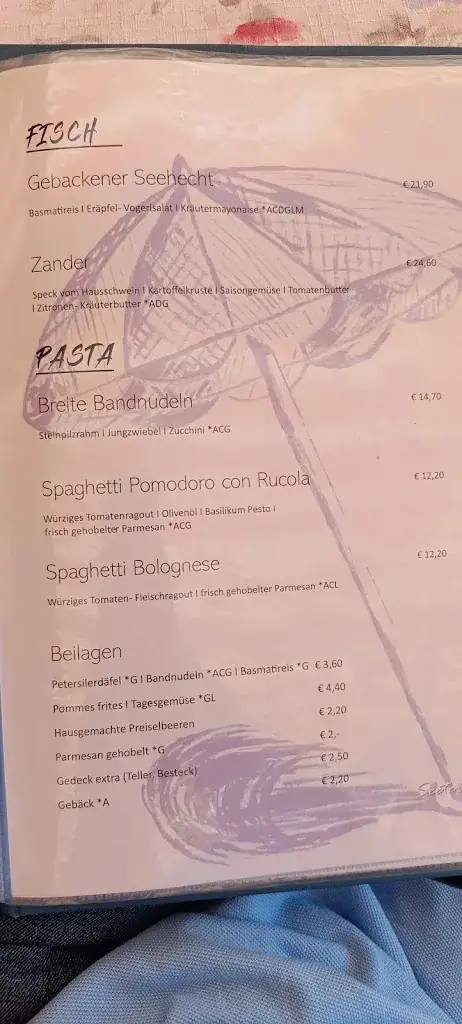 FISCH
Gebackener Seehecht € 21,90
Basmatireis I Eräpfel- Vogerlsalat I Kräutermayonaise *ACDGLM
Zander € 24,60
Speck vom Hausschwein I Kartoffelkruste I Saisongemüse I Tomatenbutter
I Zitronen- Kräuterbutter *ADG
PASTA
Breite Bandnudeln € 14,70
Steinpilzrahm I Jungzwiebel I Zucchini *ACG
Spaghetti Pomodoro con Rucola € 12,20
Würziges Tomatenragout I Olivenöl I Basilikum Pesto I
frisch gehobelter Parmesan *ACG
Spaghetti Bolognese € 12,20
Würziges Tomaten- Fleischragout I frisch gehobelter Parmesan *ACL
Beilagen
Petersilerdäfel *G I Bandnudeln *ACG I Basmatireis *G € 3,60
Pommes frites I Tagesgemüse *GL € 4,40
Hausgemachte Preiselbeeren € 2,20
Parmesan gehobelt *G € 2,-
Gedeck extra (Teller, Besteck) € 2,50
Gebäck *A € 2,20